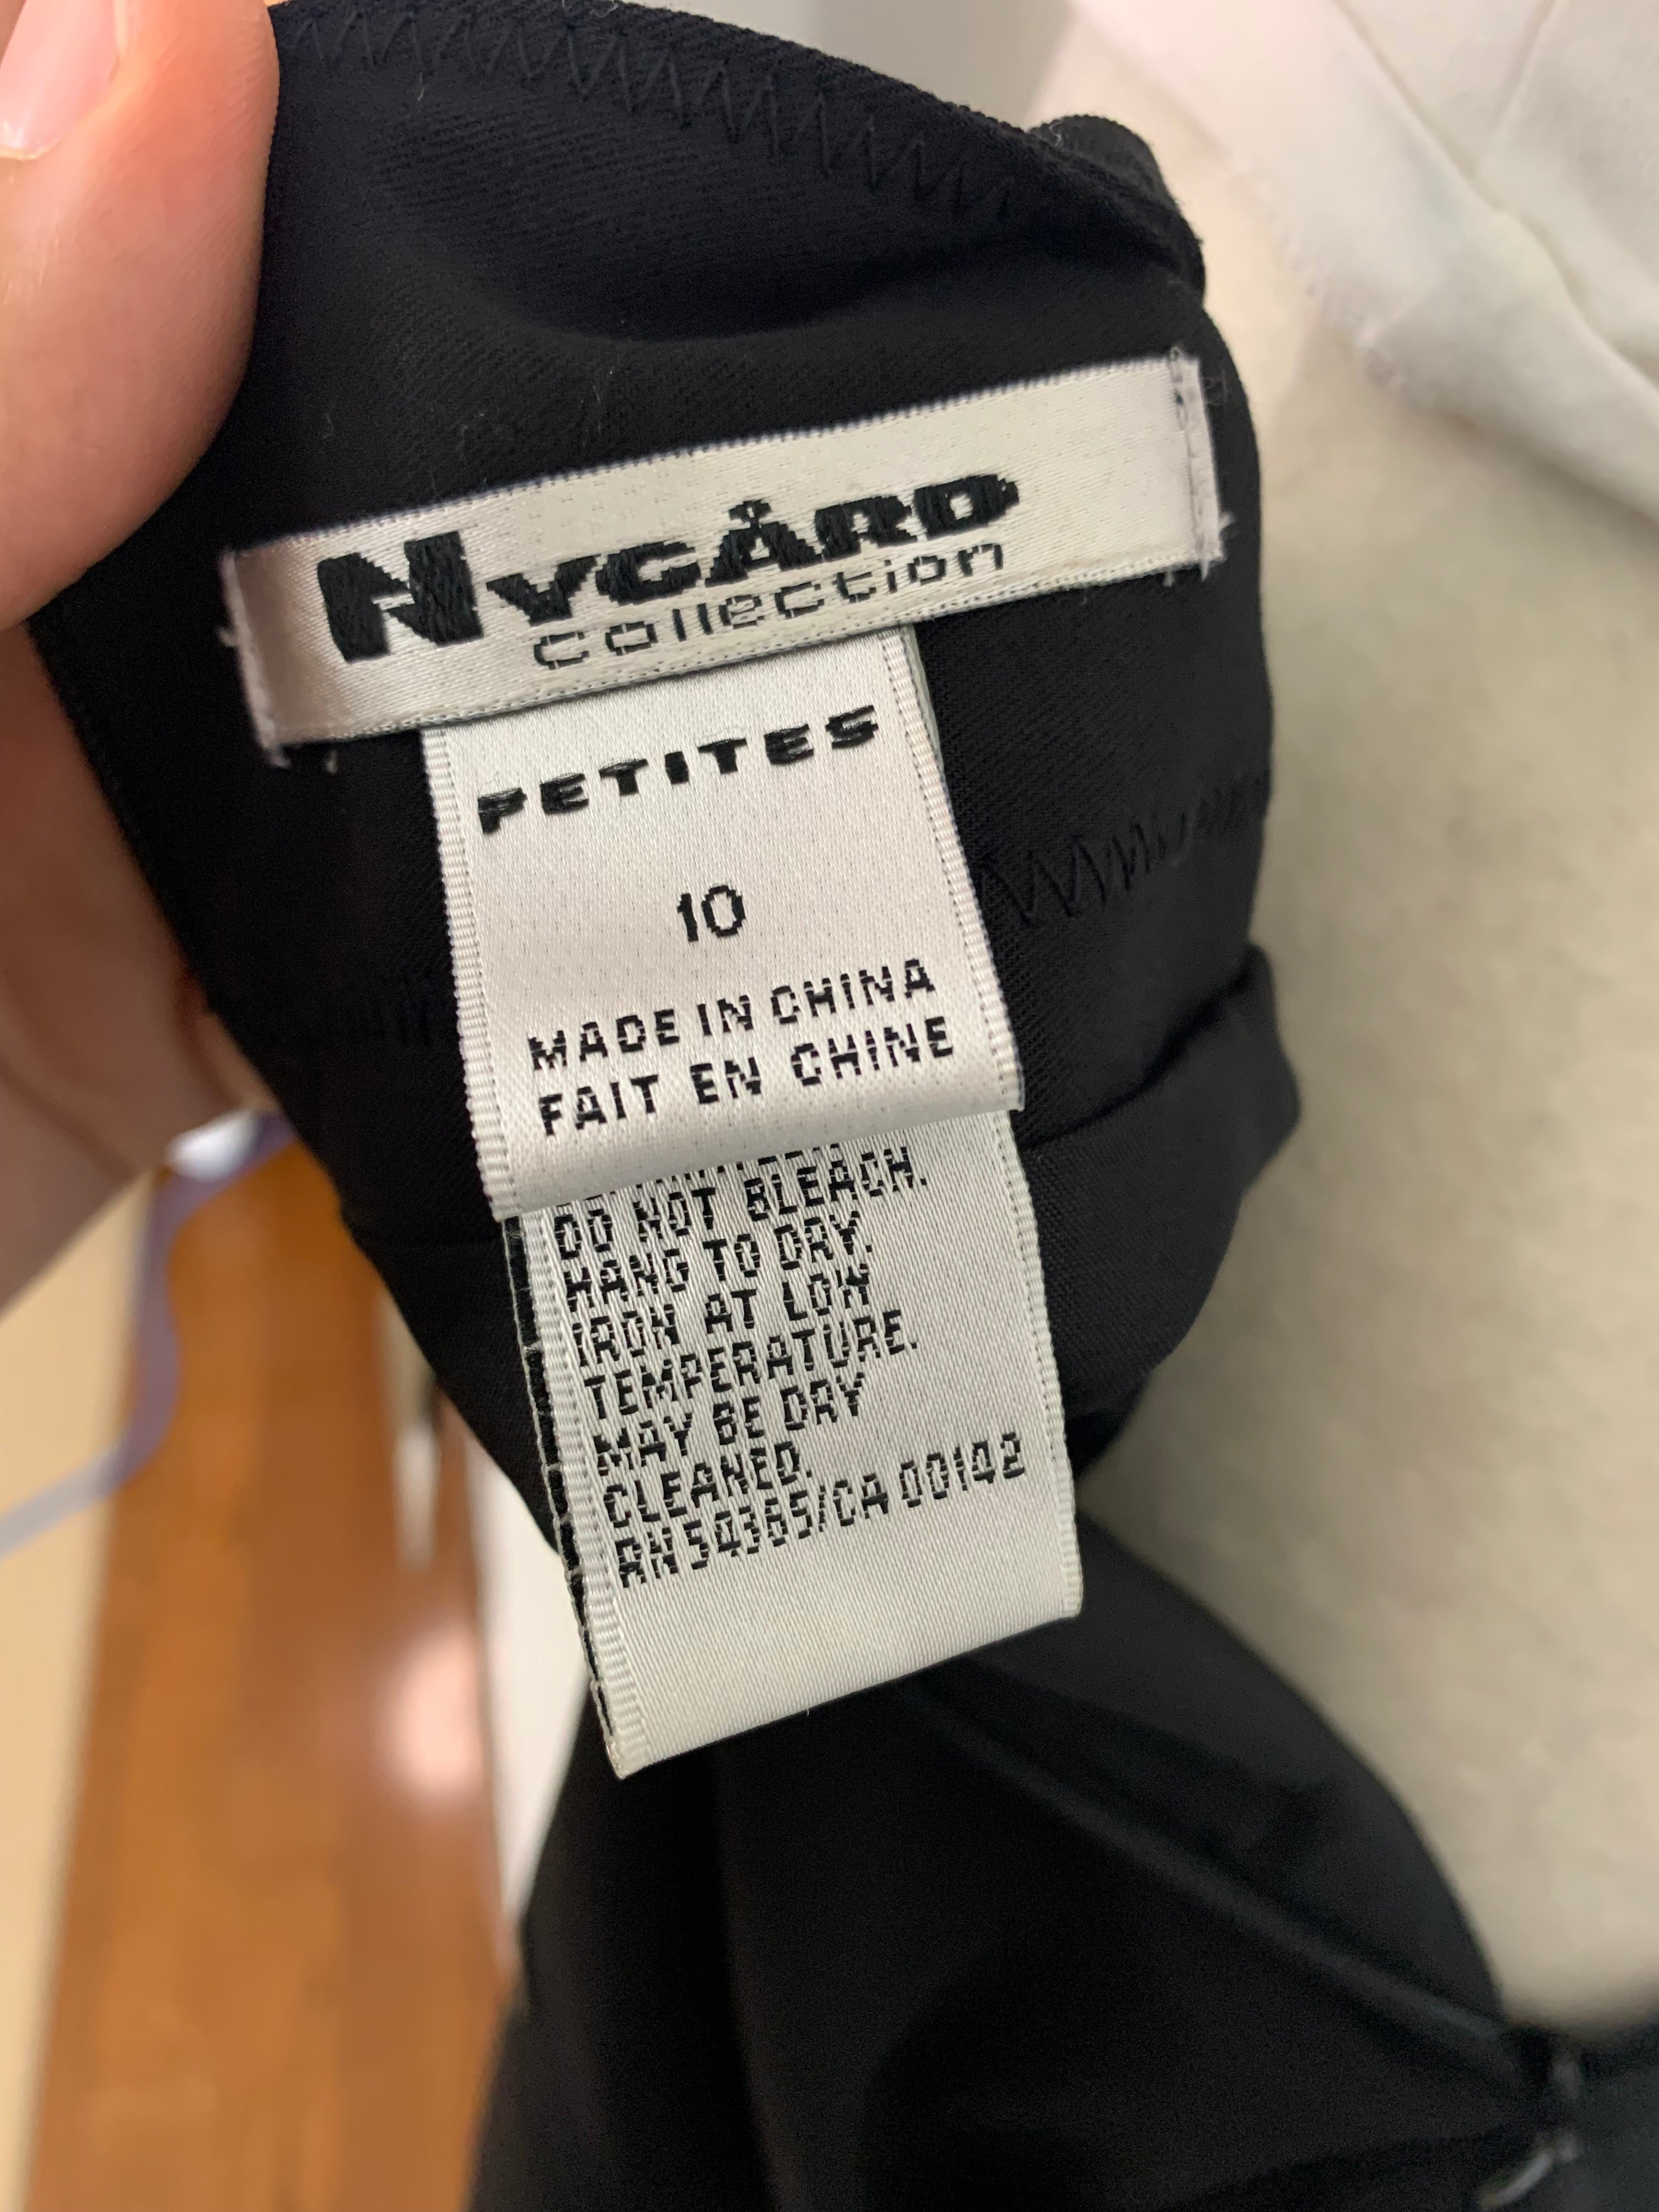 NYGÅRD
collection
PETITES
10
MADE IN CHINA
FAIT EN CHINE
DO NOT BLEACH.
HANG TO DRY.
IRON AT LOW
TEMPERATURE.
MAY BE DRY
CLEANED.
RN 54365/CA 00142